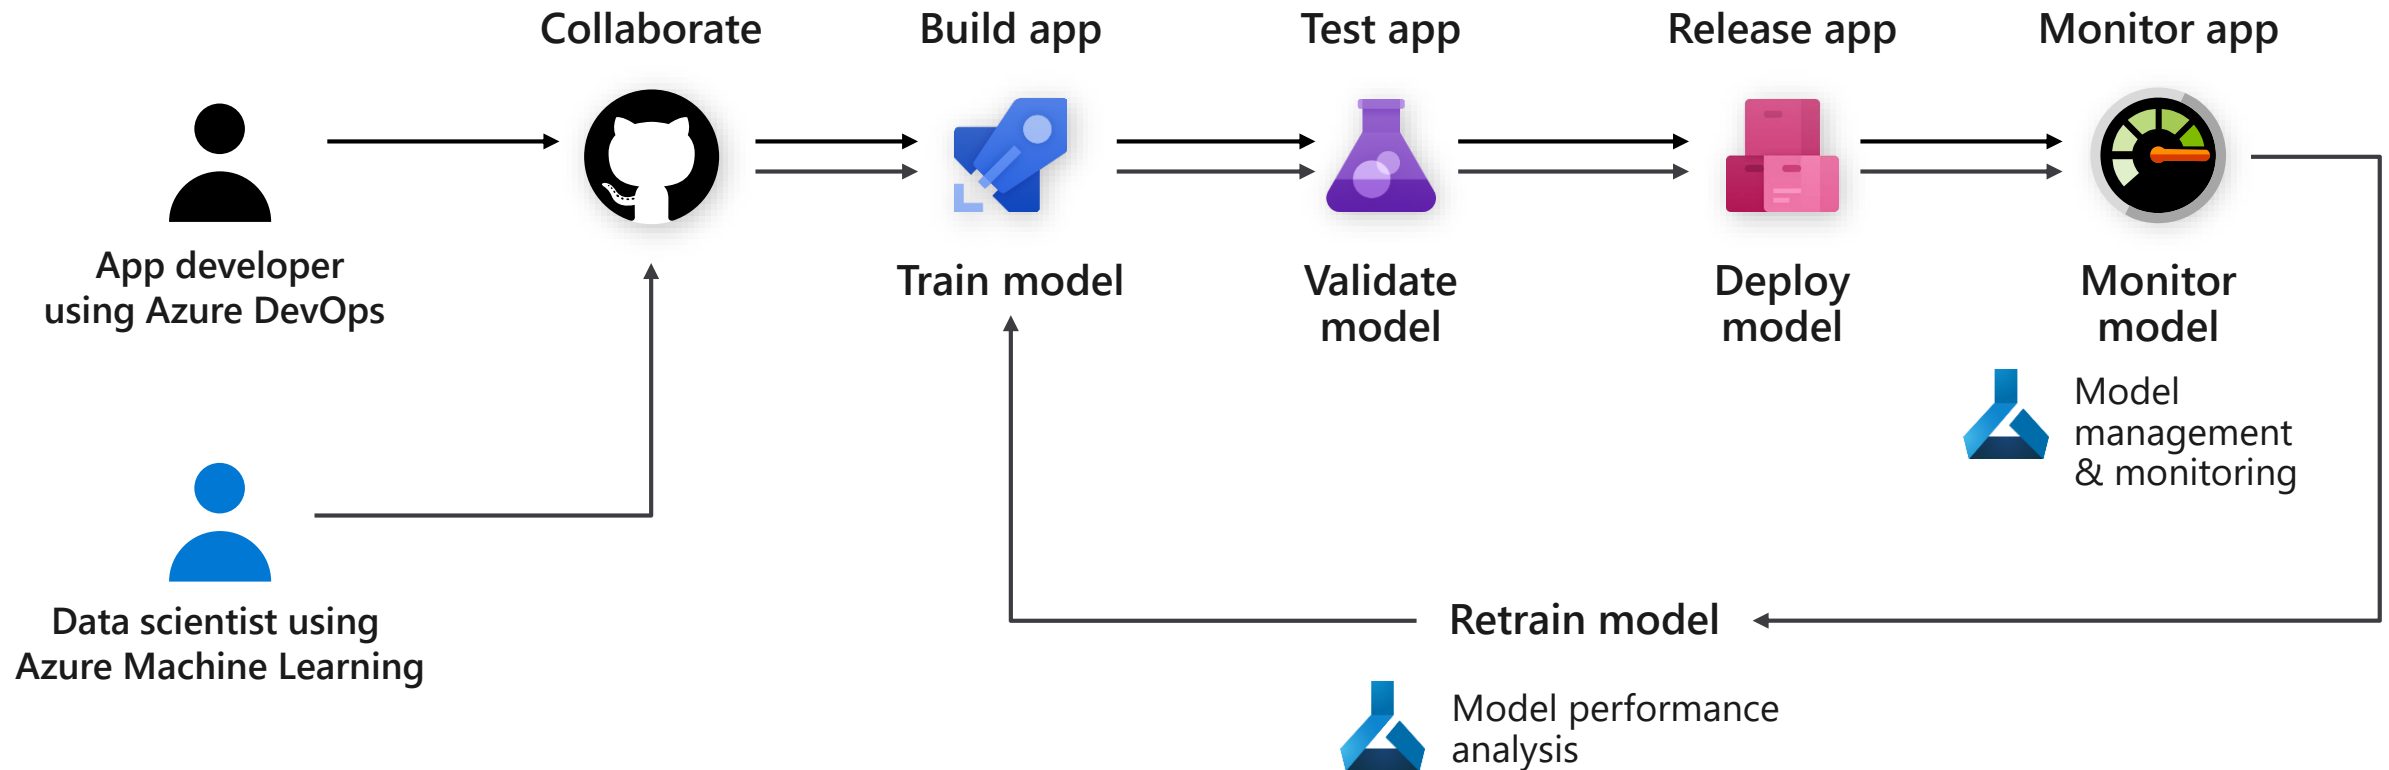 Collaborate
Build app
Test app
Release app
Monitor app
App developer
using Azure DevOps
Train model
Validate
model
Deploy
model
Monitor
model
Model
management
& monitoring
Data scientist using
Azure Machine Learning
Retrain model
Model performance
analysis